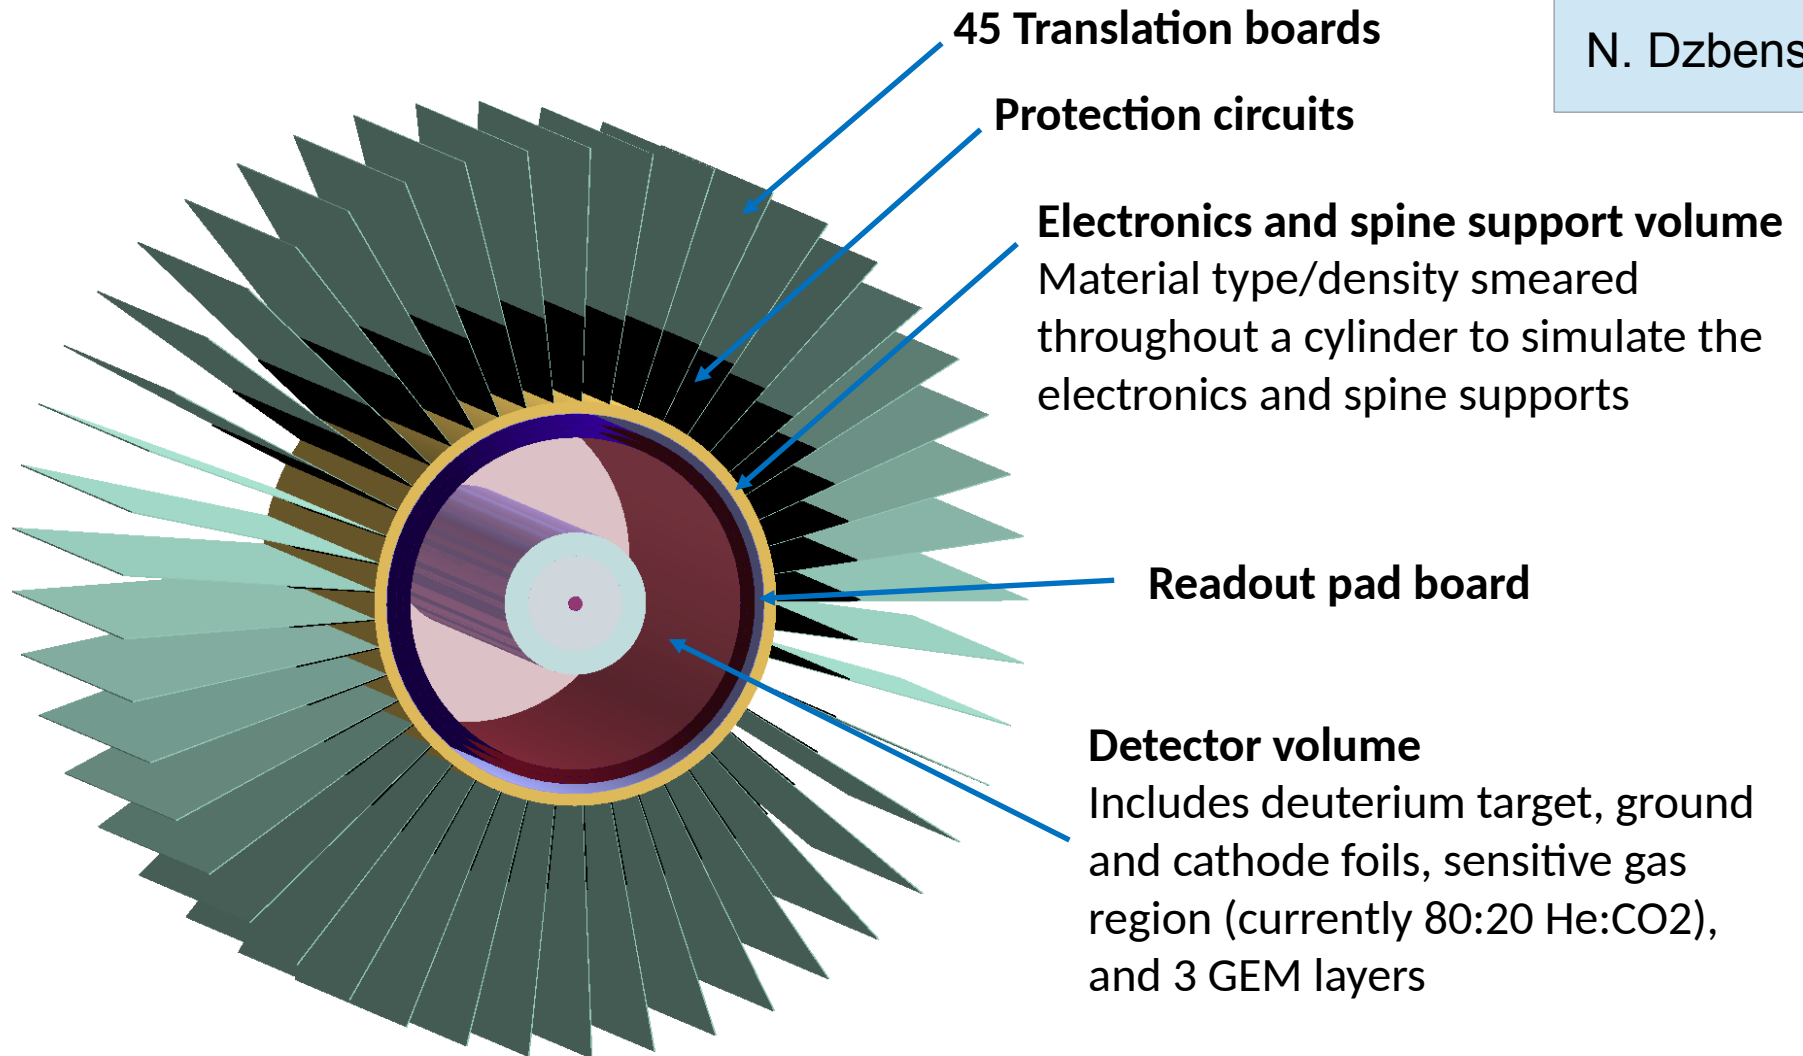 45 Translation boards
N. Dzbens
Protection circuits
Electronics and spine support volume
Material type/density smeared
throughout a cylinder to simulate the
electronics and spine supports
Readout pad board
Detector volume
Includes deuterium target, ground
and cathode foils, sensitive gas
region (currently 80:20 He:CO2),
and 3 GEM layers